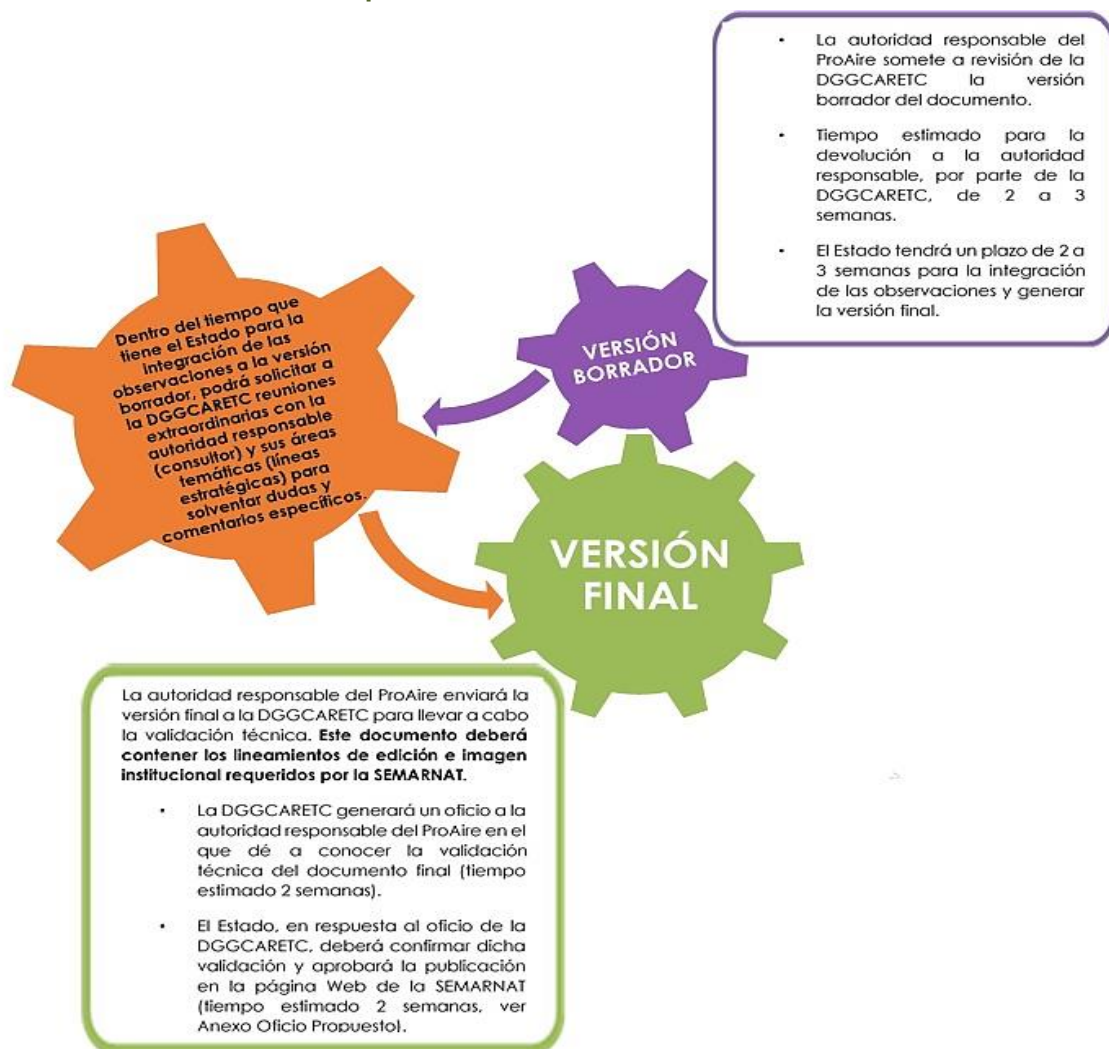 • La autoridad responsable del
ProAire somete a revisión de la
DGGCARETC la versión
borrador del documento.
• Tiempo estimado para la
devolución a la autoridad
responsable, por parte de la
DGGCARETC, de 2 a 3
semanas.
• El Estado tendrá un plazo de 2 a
3 semanas para la integración
de las observaciones y generar
la versión final.
VERSIÓN
BORRADOR
Dentro del tiempo que
tiene el Estado para la
integración de las
observaciones a la versión
borrador, podrá solicitar a
la DGGCARETC reuniones
extraordinarias con la
autoridad responsable
(consultor) y sus áreas
temáticas (líneas
estratégicas) para
solventar dudas y
comentarios específicos.
VERSIÓN
FINAL
La autoridad responsable del ProAire enviará la
versión final a la DGGCARETC para llevar a cabo
la validación técnica. Este documento deberá
contener los lineamientos de edición e imagen
institucional requeridos por la SEMARNAT.
• La DGGCARETC generará un oficio a la
autoridad responsable del ProAire en el
que dé a conocer la validación
técnica del documento final (tiempo
estimado 2 semanas).
• El Estado, en respuesta al oficio de la
DGGCARETC, deberá confirmar dicha
validación y aprobará la publicación
en la página Web de la SEMARNAT
(tiempo estimado 2 semanas, ver
Anexo Oficio Propuesto).